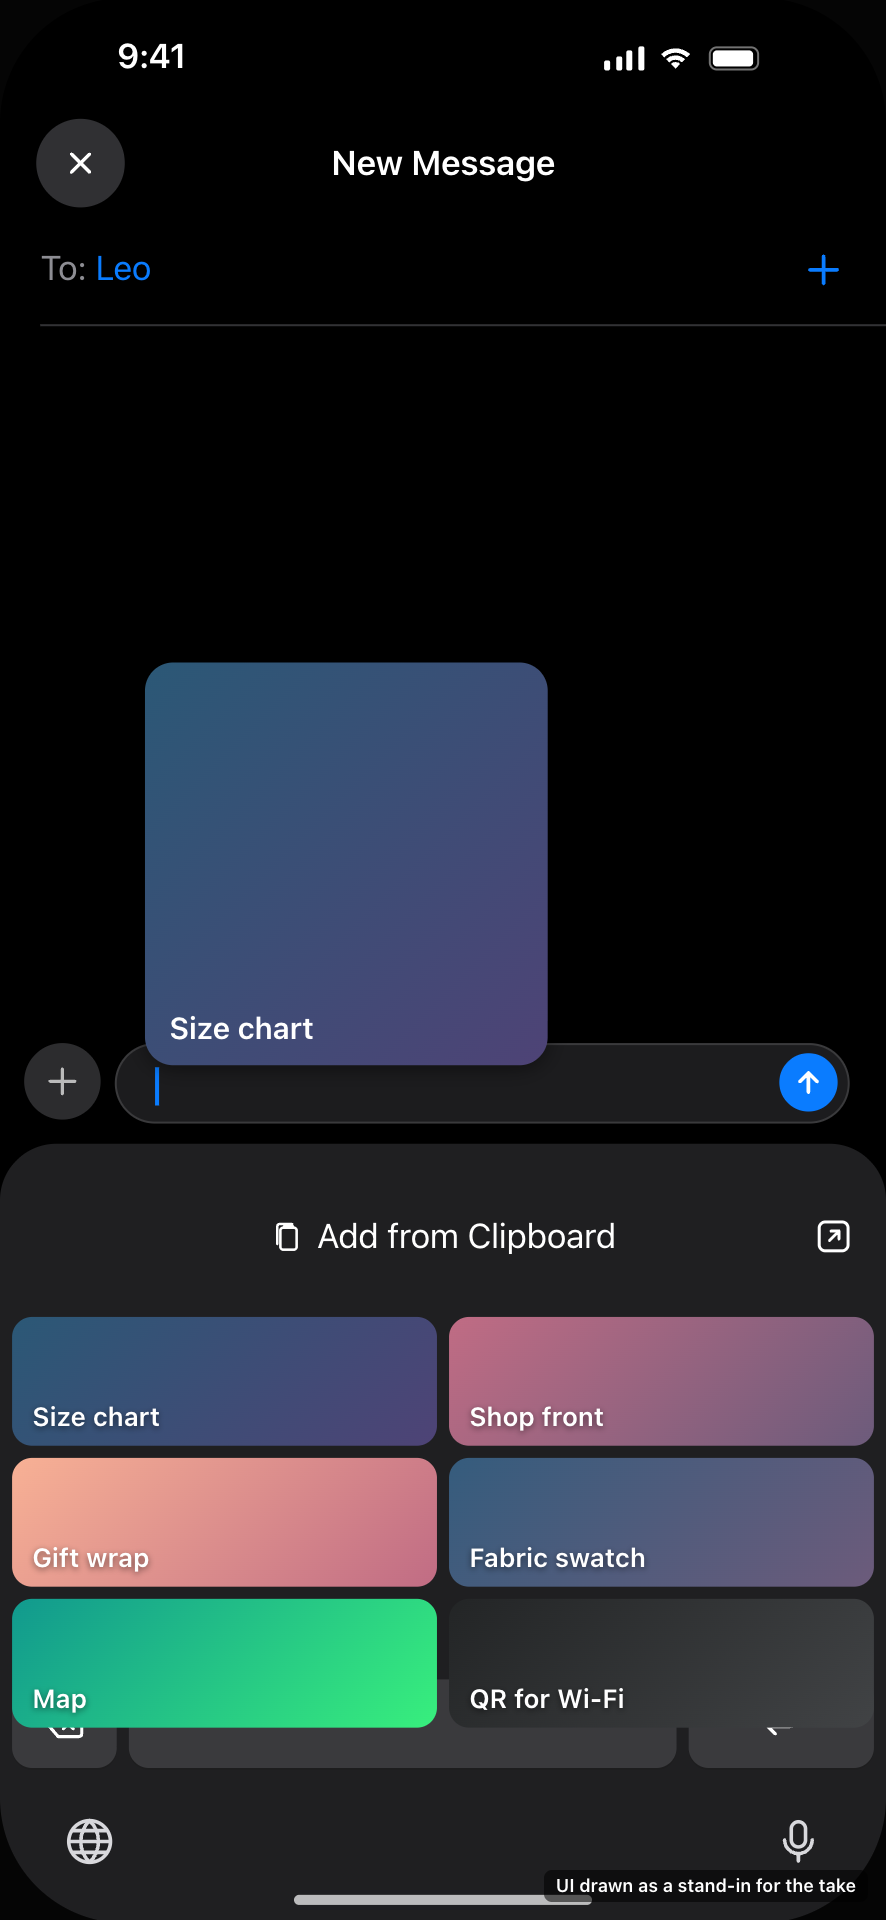 9:41
New Message
To: Leo
Size chart
Add from Clipboard
Size chart
Shop front
Gift wrap
Fabric swatch
Map
QR for Wi-Fi
UI drawn as a stand-in for the take